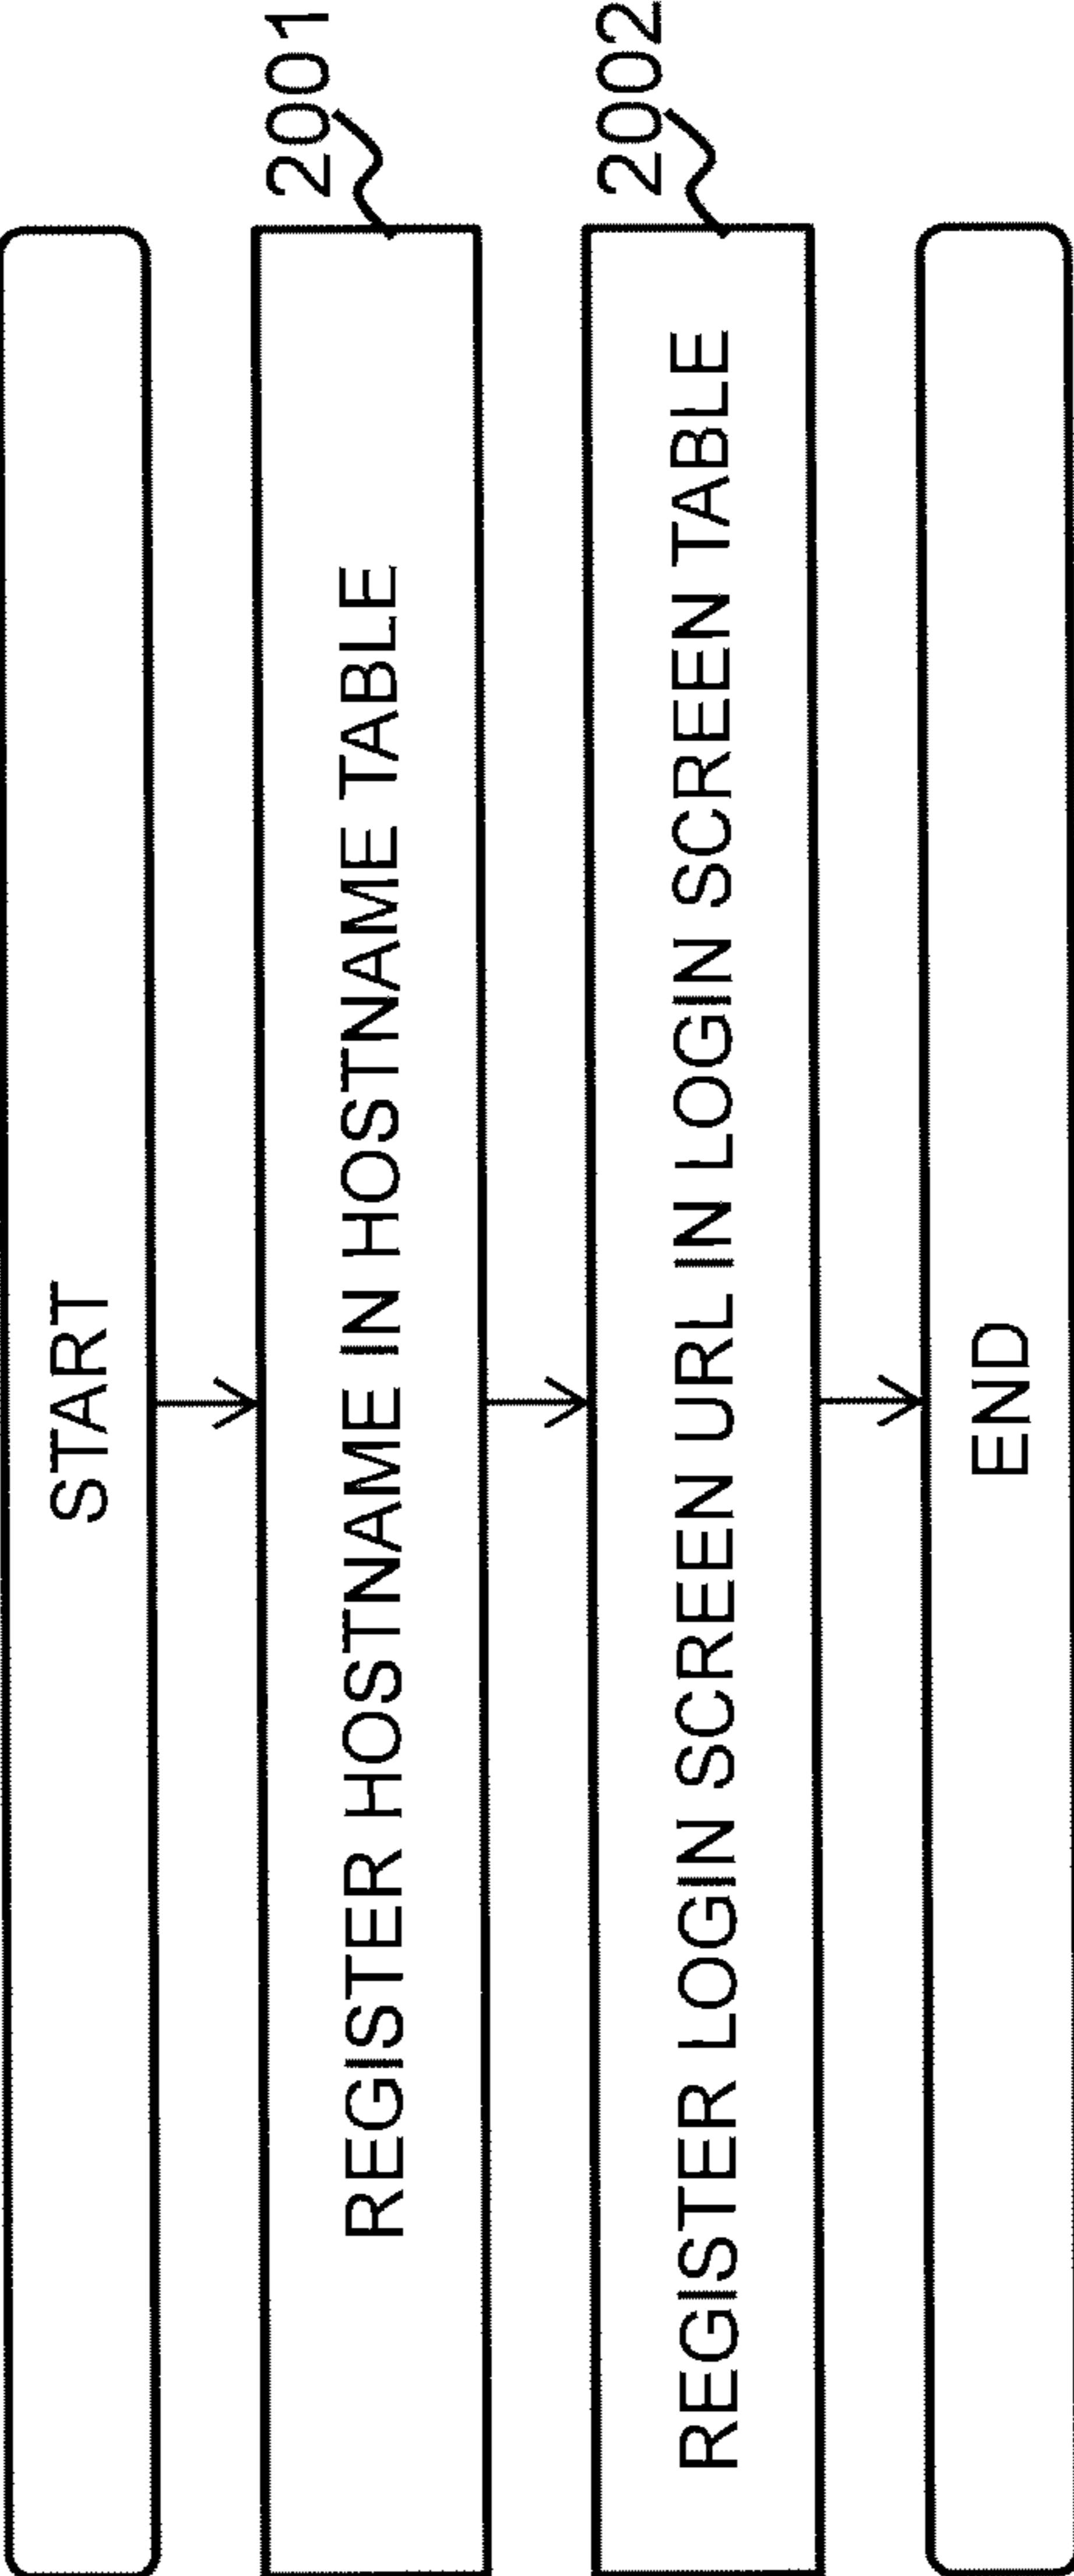 START
2001
REGISTER HOSTNAME IN HOSTNAME TABLE
2002
REGISTER LOGIN SCREEN URL IN LOGIN SCREEN TABLE
END